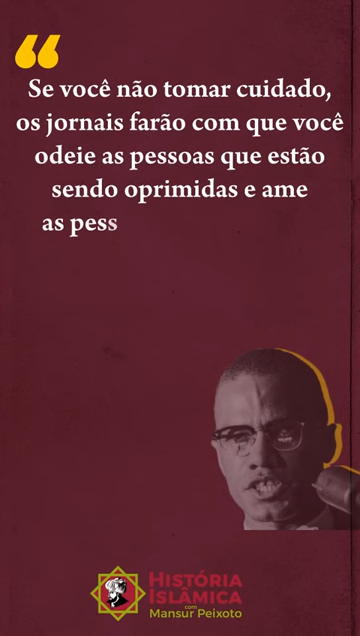 “
Se você não tomar cuidado,
os jornais farão com que você
odeie as pessoas que estão
sendo oprimidas e ame
as pess
HISTÓRIA
ISLÂMICA
com
Mansur Peixoto